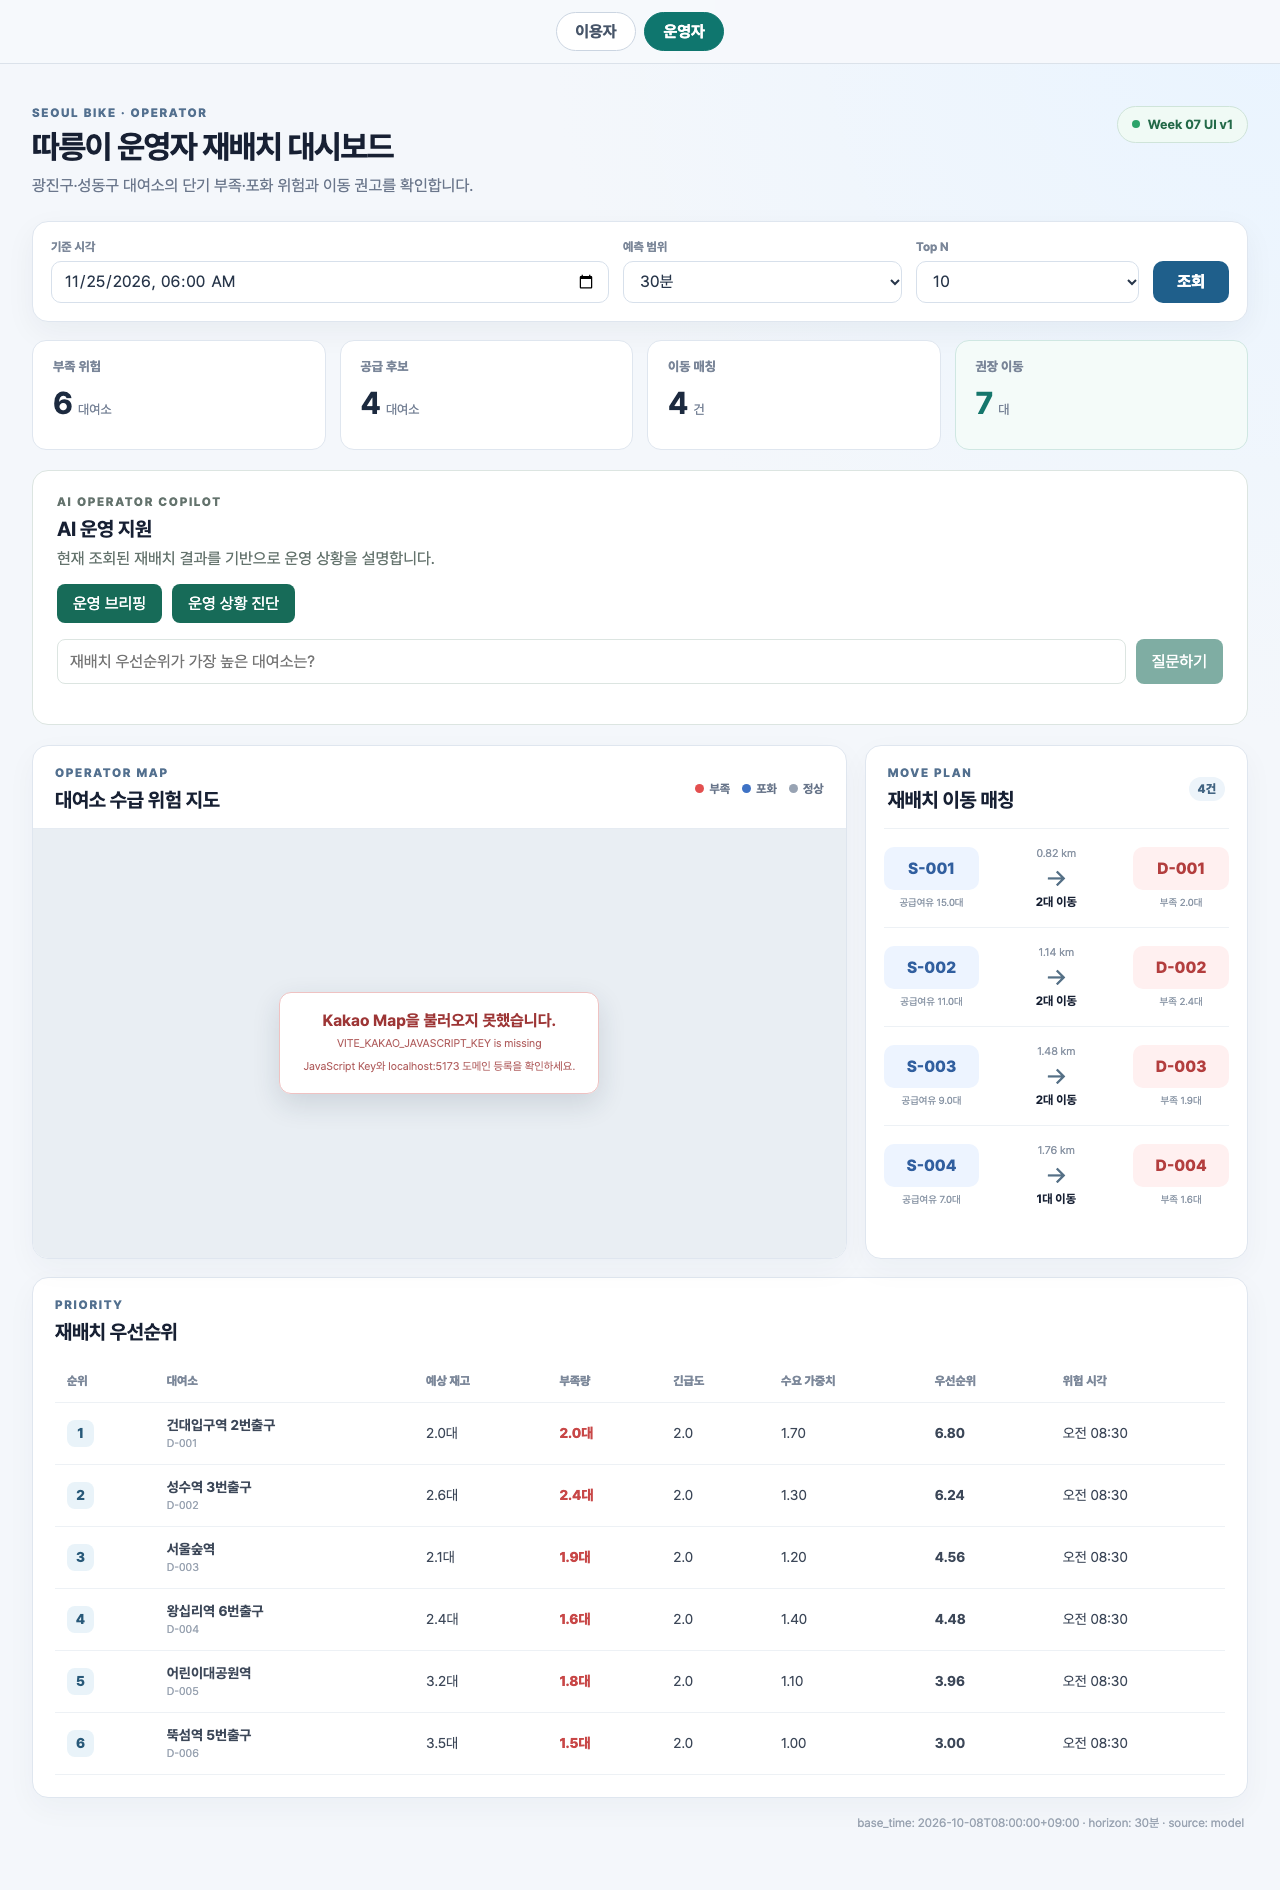 이용자 운영자
SEOUL BIKE · OPERATOR
따릉이 운영자 재배치 대시보드
광진구·성동구 대여소의 단기 부족·포화 위험과 이동 권고를 확인합니다.
Week 07 UI v1
기준 시각 예측 범위 Top N
11/25/2026, 06:00 AM 30분 10 조회
부족 위험 공급 후보 이동 매칭 권장 이동
6 대여소 4 대여소 4 건 7 대
AI OPERATOR COPILOT
AI 운영 지원
현재 조회된 재배치 결과를 기반으로 운영 상황을 설명합니다.
운영 브리핑 운영 상황 진단
재배치 우선순위가 가장 높은 대여소는? 질문하기
OPERATOR MAP
대여소 수급 위험 지도
부족 포화 정상
Kakao Map을 불러오지 못했습니다.
VITE_KAKAO_JAVASCRIPT_KEY is missing
JavaScript Key와 localhost:5173 도메인 등록을 확인하세요.
MOVE PLAN
재배치 이동 매칭
4건
0.82 km
S-001 → D-001
공급여유 15.0대 2대 이동 부족 2.0대
1.14 km
S-002 → D-002
공급여유 11.0대 2대 이동 부족 2.4대
1.48 km
S-003 → D-003
공급여유 9.0대 2대 이동 부족 1.9대
1.76 km
S-004 → D-004
공급여유 7.0대 1대 이동 부족 1.6대
PRIORITY
재배치 우선순위
순위 대여소 예상 재고 부족량 긴급도 수요 가중치 우선순위 위험 시각
1 건대입구역 2번출구 2.0대 2.0대 2.0 1.70 6.80 오전 08:30
D-001
2 성수역 3번출구 2.6대 2.4대 2.0 1.30 6.24 오전 08:30
D-002
3 서울숲역 2.1대 1.9대 2.0 1.20 4.56 오전 08:30
D-003
4 왕십리역 6번출구 2.4대 1.6대 2.0 1.40 4.48 오전 08:30
D-004
5 어린이대공원역 3.2대 1.8대 2.0 1.10 3.96 오전 08:30
D-005
6 뚝섬역 5번출구 3.5대 1.5대 2.0 1.00 3.00 오전 08:30
D-006
base_time: 2026-10-08T08:00:00+09:00 · horizon: 30분 · source: model